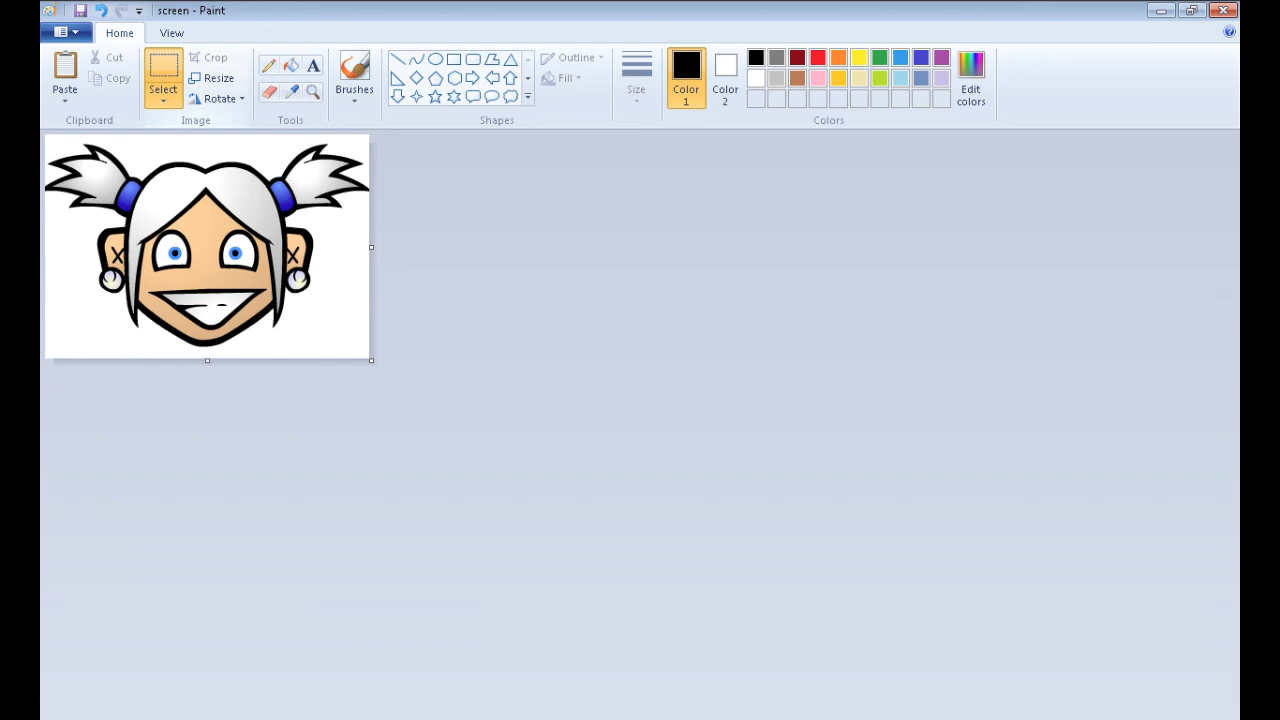 screen - Paint
Home View
Paste
Cut
Copy
Clipboard
Select
Crop
Resize
Rotate
Image
A
Tools
Brushes
Outline
Fill
Shapes
Size
Color
1
Color
2
Edit
colors
Colors